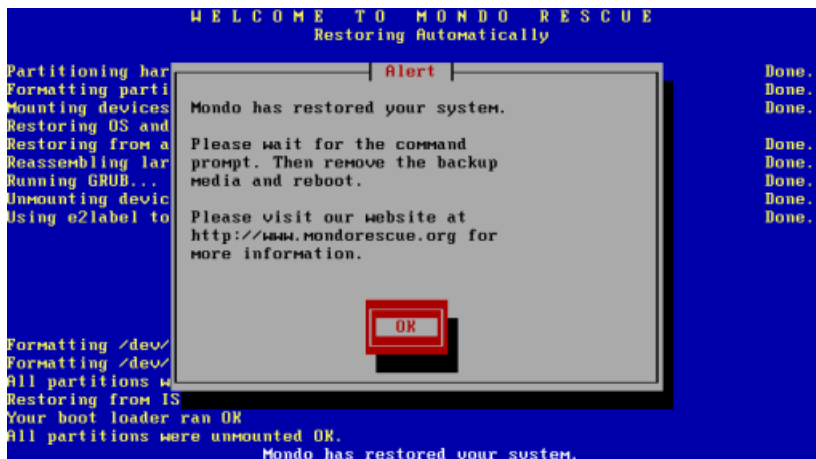 W E L C O M E   T O   M O N D O   R E S C U E
Restoring Automatically
Partitioning har Done.
Formatting parti Done.
Mounting devices Done.
Restoring OS and
Restoring from a Done.
Reassembling lar Done.
Running GRUB... Done.
Unmounting devic Done.
Using e2label to Done.
Alert
Mondo has restored your system.
Please wait for the command
prompt. Then remove the backup
media and reboot.
Please visit our website at
http://www.mondorescue.org for
more information.
OK
Formatting /dev/
Formatting /dev/
All partitions w
Restoring from IS
Your boot loader ran OK
All partitions were unmounted OK.
Mondo has restored your system.